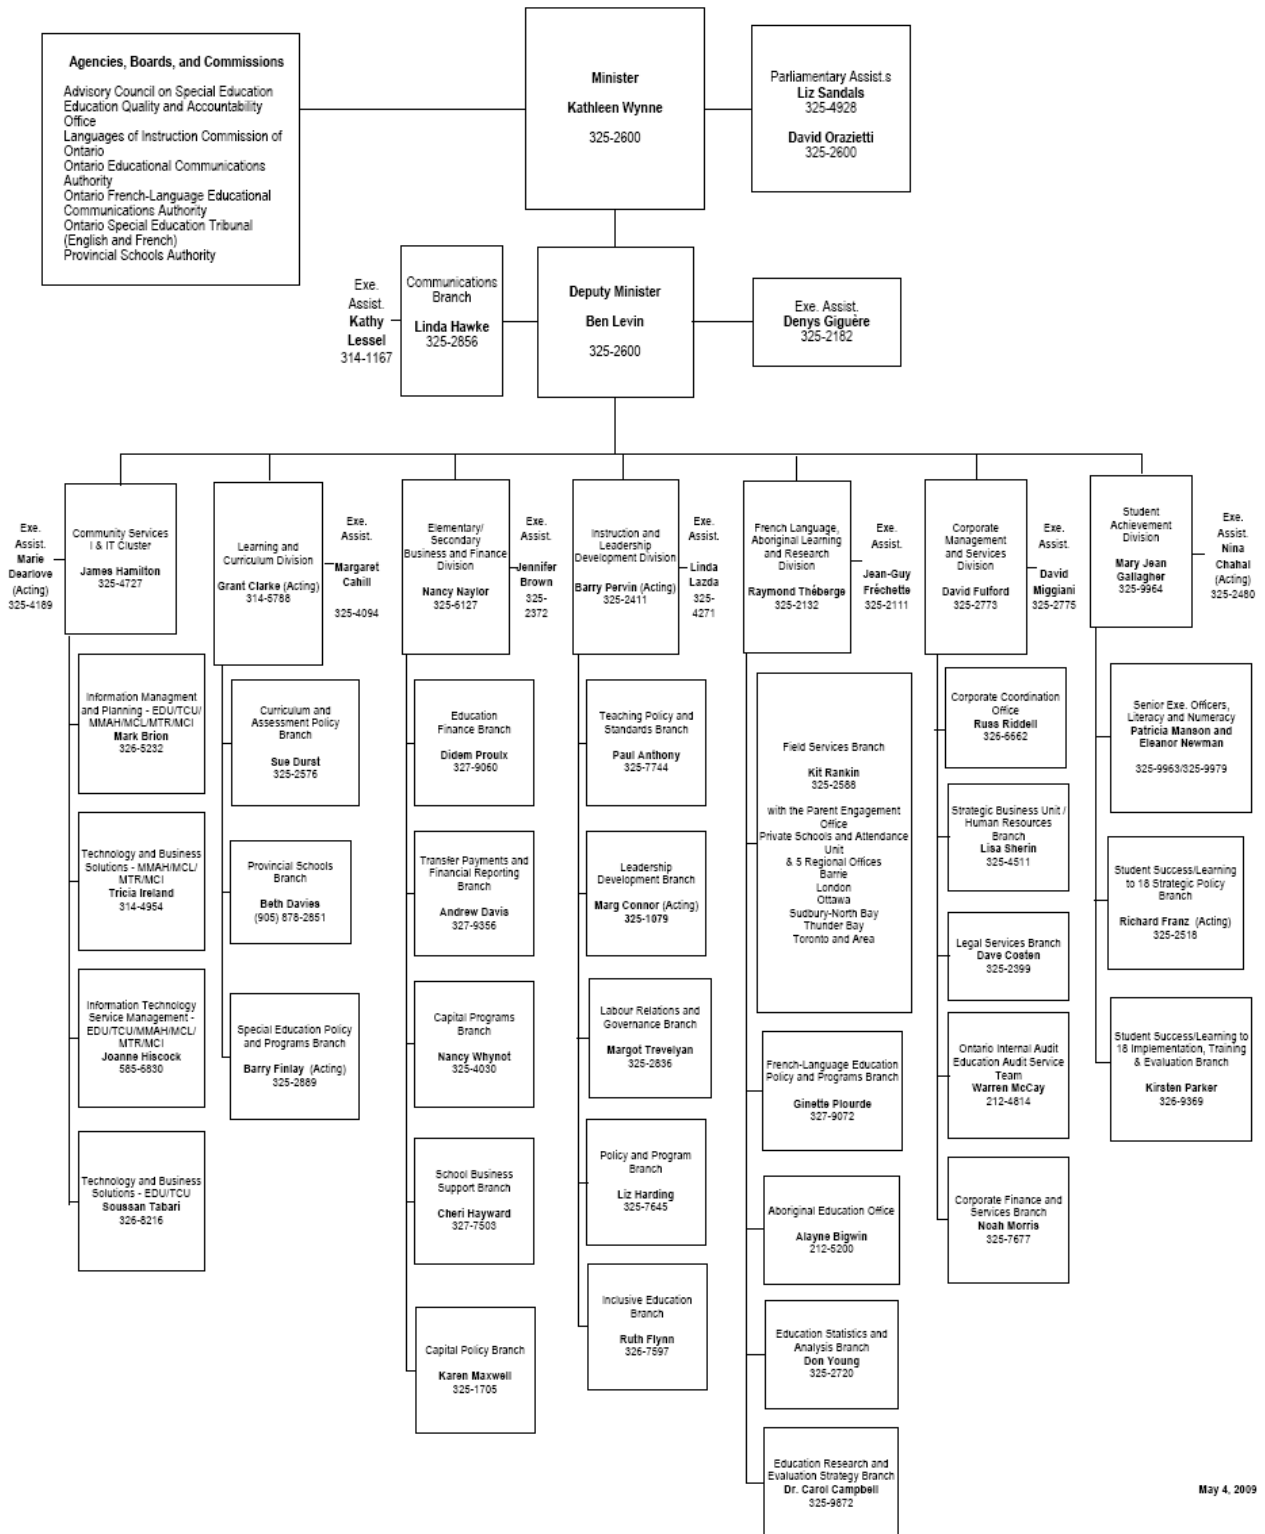 Agencies, Boards, and Commissions
Advisory Council on Special Education
Education Quality and Accountability
Office
Languages of Instruction Commission of
Ontario
Ontario Educational Communications
Authority
Ontario French-Language Educational
Communications Authority
Ontario Special Education Tribunal
(English and French)
Provincial Schools Authority
Minister
Kathleen Wynne
325-2600
Parliamentary Assist.s
Liz Sandals
325-4928
David Orazietti
325-2600
Exe.
Assist.
Kathy
Lessel
314-1167
Communications
Branch
Linda Hawke
325-2856
Deputy Minister
Ben Levin
325-2600
Exe. Assist.
Denys Giguère
325-2182
Exe.
Assist.
Marie
Dearlove
(Acting)
325-4189
Community Services
I & IT Cluster
James Hamilton
325-4727
Information Managment
and Planning - EDU/TCU/
MMAH/MCL/MTR/MCI
Mark Brion
326-5232
Technology and Business
Solutions - MMAH/MCL/
MTR/MCI
Tricia Ireland
314-4954
Information Technology
Service Management -
EDU/TCU/MMAH/MCL/
MTR/MCI
Joanne Hiscock
585-6830
Technology and Business
Solutions - EDU/TCU
Soussan Tabari
326-8216
Learning and
Curriculum Division
Grant Clarke (Acting)
314-5788
Exe.
Assist.
Margaret
Cahill
325-4094
Curriculum and
Assessment Policy
Branch
Sue Durst
325-2576
Provincial Schools
Branch
Beth Davies
(905) 878-2851
Special Education Policy
and Programs Branch
Barry Finlay (Acting)
325-2889
Elementary/
Secondary
Business and Finance
Division
Nancy Naylor
325-6127
Exe.
Assist.
Jennifer
Brown
325-
2372
Education
Finance Branch
Didem Proulx
327-9060
Transfer Payments and
Financial Reporting
Branch
Andrew Davis
327-9356
Capital Programs
Branch
Nancy Whynot
325-4030
School Business
Support Branch
Cheri Hayward
327-7503
Capital Policy Branch
Karen Maxwell
325-1705
Instruction and
Leadership
Development Division
Barry Pervin (Acting)
325-2411
Exe.
Assist.
Linda
Lazda
325-
4271
Teaching Policy and
Standards Branch
Paul Anthony
325-7744
Leadership
Development Branch
Marg Connor (Acting)
325-1079
Labour Relations and
Governance Branch
Margot Trevelyan
325-2836
Policy and Program
Branch
Liz Harding
325-7645
Inclusive Education
Branch
Ruth Flynn
326-7597
French Language,
Aboriginal Learning
and Research
Division
Raymond Théberge
325-2132
Exe.
Assist.
Jean-Guy
Fréchette
325-2111
Field Services Branch
Kit Rankin
325-2588
with the Parent Engagement
Office
Private Schools and Attendance
Unit
& 5 Regional Offices
Barrie
London
Ottawa
Sudbury-North Bay
Thunder Bay
Toronto and Area
French-Language Education
Policy and Programs Branch
Ginette Plourde
327-9072
Aboriginal Education Office
Alayne Bigwin
212-5200
Education Statistics and
Analysis Branch
Don Young
325-2720
Education Research and
Evaluation Strategy Branch
Dr. Carol Campbell
325-9872
Corporate
Management
and Services Division
David Fulford
325-2773
Exe.
Assist.
David
Miggiani
325-2775
Corporate Coordination
Office
Russ Riddell
326-6662
Strategic Business Unit /
Human Resources
Branch
Lisa Sherin
325-4511
Legal Services Branch
Dave Costen
325-2399
Ontario Internal Audit
Education Audit Service
Team
Warren McCay
212-4814
Corporate Finance and
Services Branch
Noah Morris
325-7677
Student
Achievement
Division
Mary Jean
Gallagher
325-9964
Exe.
Assist.
Nina
Chahal
(Acting)
325-2480
Senior Exe. Officers,
Literacy and Numeracy
Patricia Manson and
Eleanor Newman
325-9963/325-9979
Student Success/Learning
to 18 Strategic Policy
Branch
Richard Franz (Acting)
325-2518
Student Success/Learning to
18 Implementation, Training
& Evaluation Branch
Kirsten Parker
326-9369
May 4, 2009